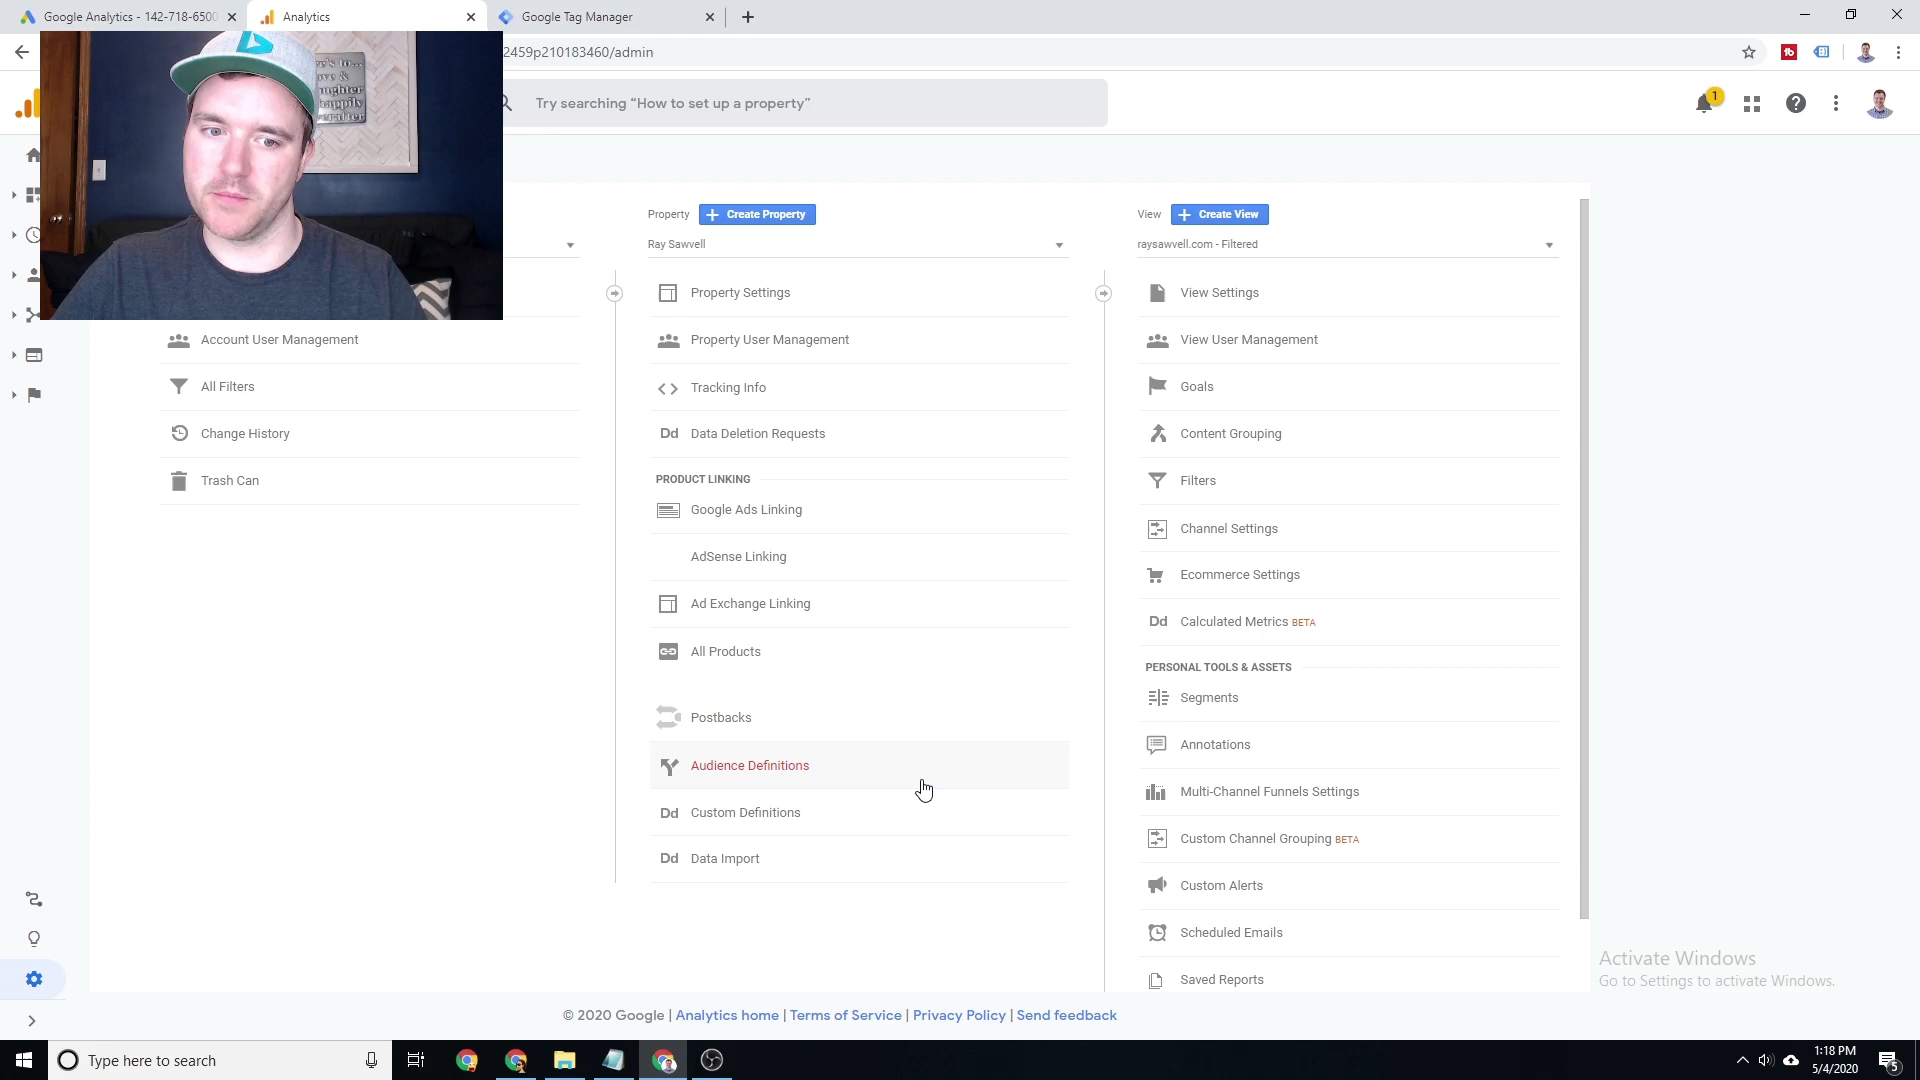 Google Analytics - 142-718-6500
Analytics
Google Tag Manager
2459p210183460/admin
Try searching “How to set up a property”
1
Property
Create Property
View
Create View
Ray Sawvell
raysawvell.com - Filtered
Property Settings
View Settings
Account User Management
Property User Management
View User Management
All Filters
Tracking Info
Goals
Change History
Dd Data Deletion Requests
Content Grouping
Trash Can
PRODUCT LINKING
Filters
Google Ads Linking
Channel Settings
AdSense Linking
Ecommerce Settings
Ad Exchange Linking
Dd Calculated Metrics BETA
All Products
PERSONAL TOOLS & ASSETS
Segments
Postbacks
Annotations
Audience Definitions
Multi-Channel Funnels Settings
Dd Custom Definitions
Custom Channel Grouping BETA
Dd Data Import
Custom Alerts
Scheduled Emails
Saved Reports
Activate Windows
Go to Settings to activate Windows.
© 2020 Google | Analytics home | Terms of Service | Privacy Policy | Send feedback
Type here to search
1:18 PM
5/4/2020
5